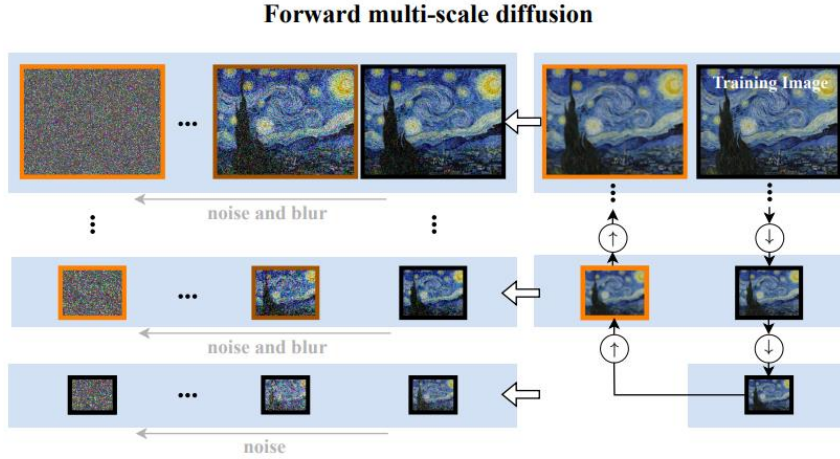 Forward multi-scale diffusion
Training Image
noise and blur
↑
↓
noise and blur
↑
↓
noise